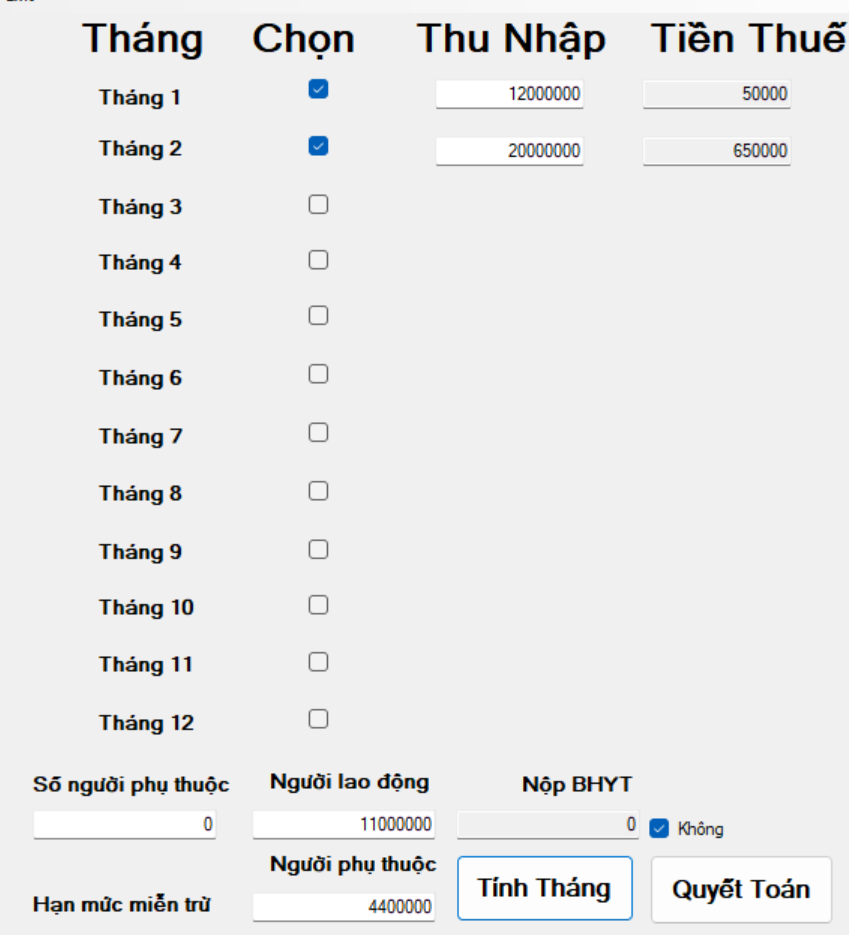 Tháng Chọn Thu Nhập Tiền Thuế
Tháng 1 12000000 50000
Tháng 2 20000000 650000
Tháng 3
Tháng 4
Tháng 5
Tháng 6
Tháng 7
Tháng 8
Tháng 9
Tháng 10
Tháng 11
Tháng 12
Số người phụ thuộc Người lao động Nộp BHYT
0 11000000 0 Không
Người phụ thuộc
Tính Tháng Quyết Toán
Hạn mức miễn trừ 4400000